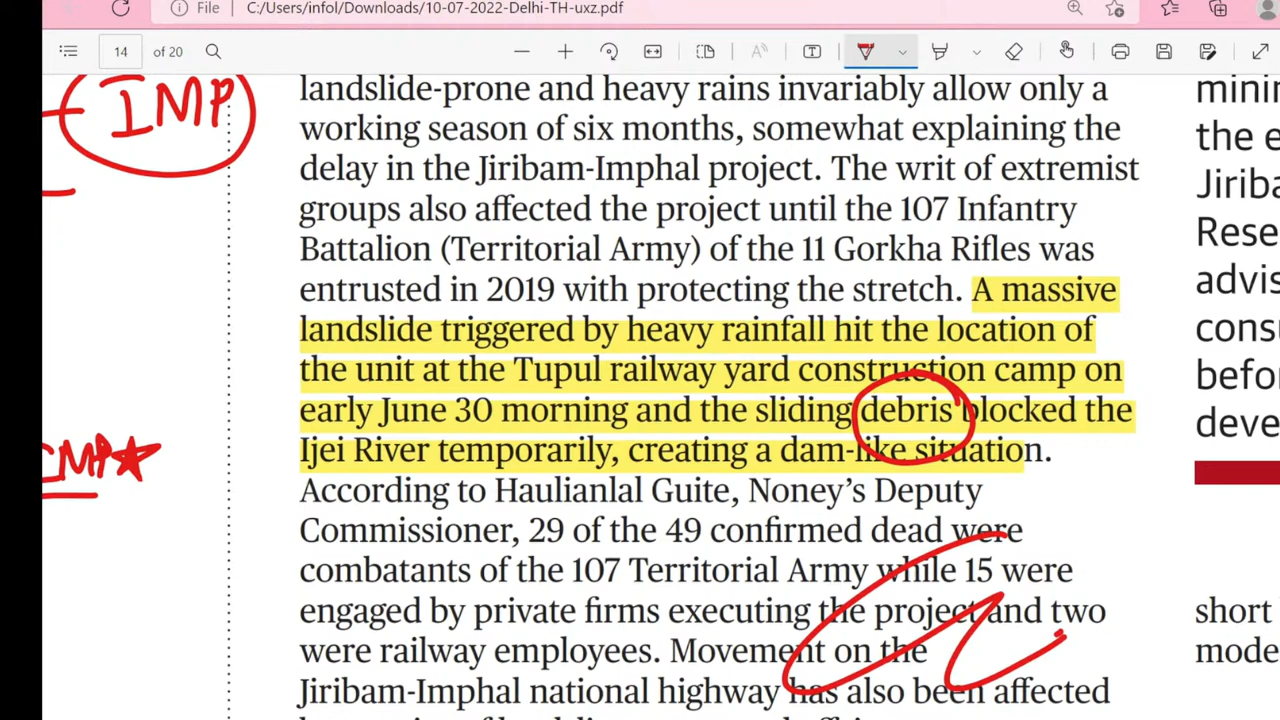 File C:/Users/infol/Downloads/10-07-2022-Delhi-TH-uxz.pdf
14 of 20
IMP
landslide-prone and heavy rains invariably allow only a
working season of six months, somewhat explaining the
delay in the Jiribam-Imphal project. The writ of extremist
groups also affected the project until the 107 Infantry
Battalion (Territorial Army) of the 11 Gorkha Rifles was
entrusted in 2019 with protecting the stretch. A massive
landslide triggered by heavy rainfall hit the location of
the unit at the Tupul railway yard construction camp on
early June 30 morning and the sliding debris blocked the
Ijei River temporarily, creating a dam-like situation.
According to Haulianlal Guite, Noney's Deputy
Commissioner, 29 of the 49 confirmed dead were
combatants of the 107 Territorial Army while 15 were
engaged by private firms executing the project and two
were railway employees. Movement on the
Jiribam-Imphal national highway has also been affected
IMP
the e
Jiriba
Rese
advis
consu
befor
deve
short
mode